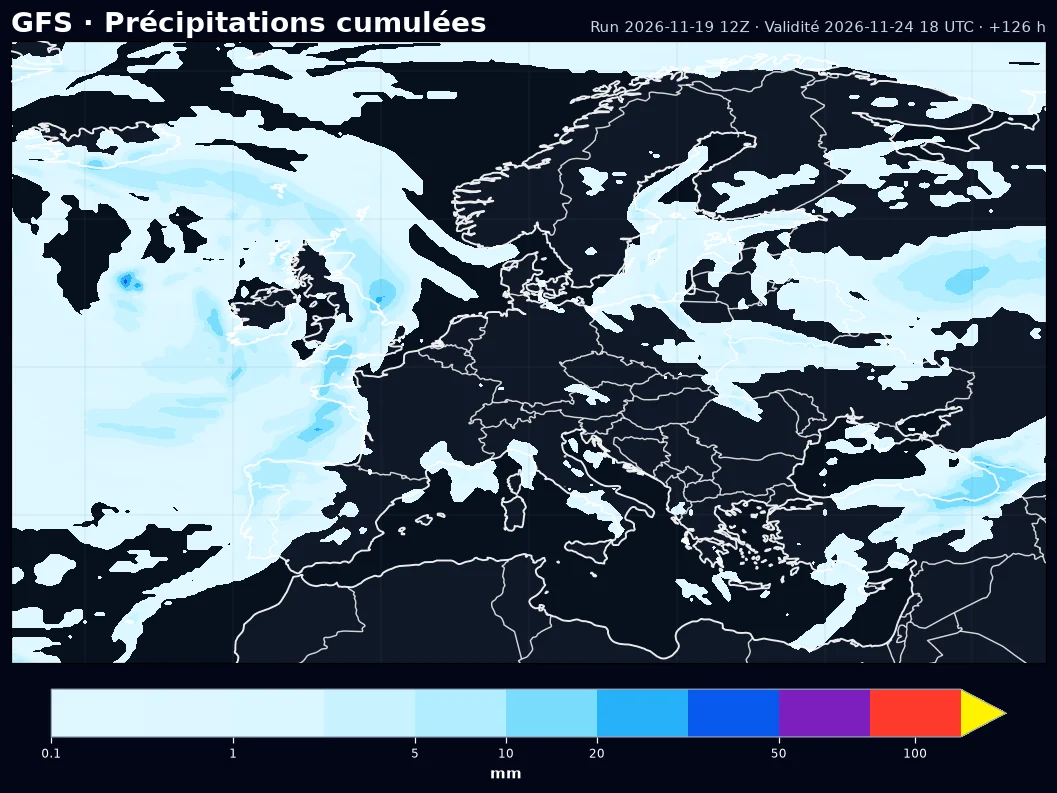 GFS · Précipitations cumulées
Run 2026-11-19 12Z · Validité 2026-11-24 18 UTC · +126 h
0.1 1 5 10 20 50 100
mm